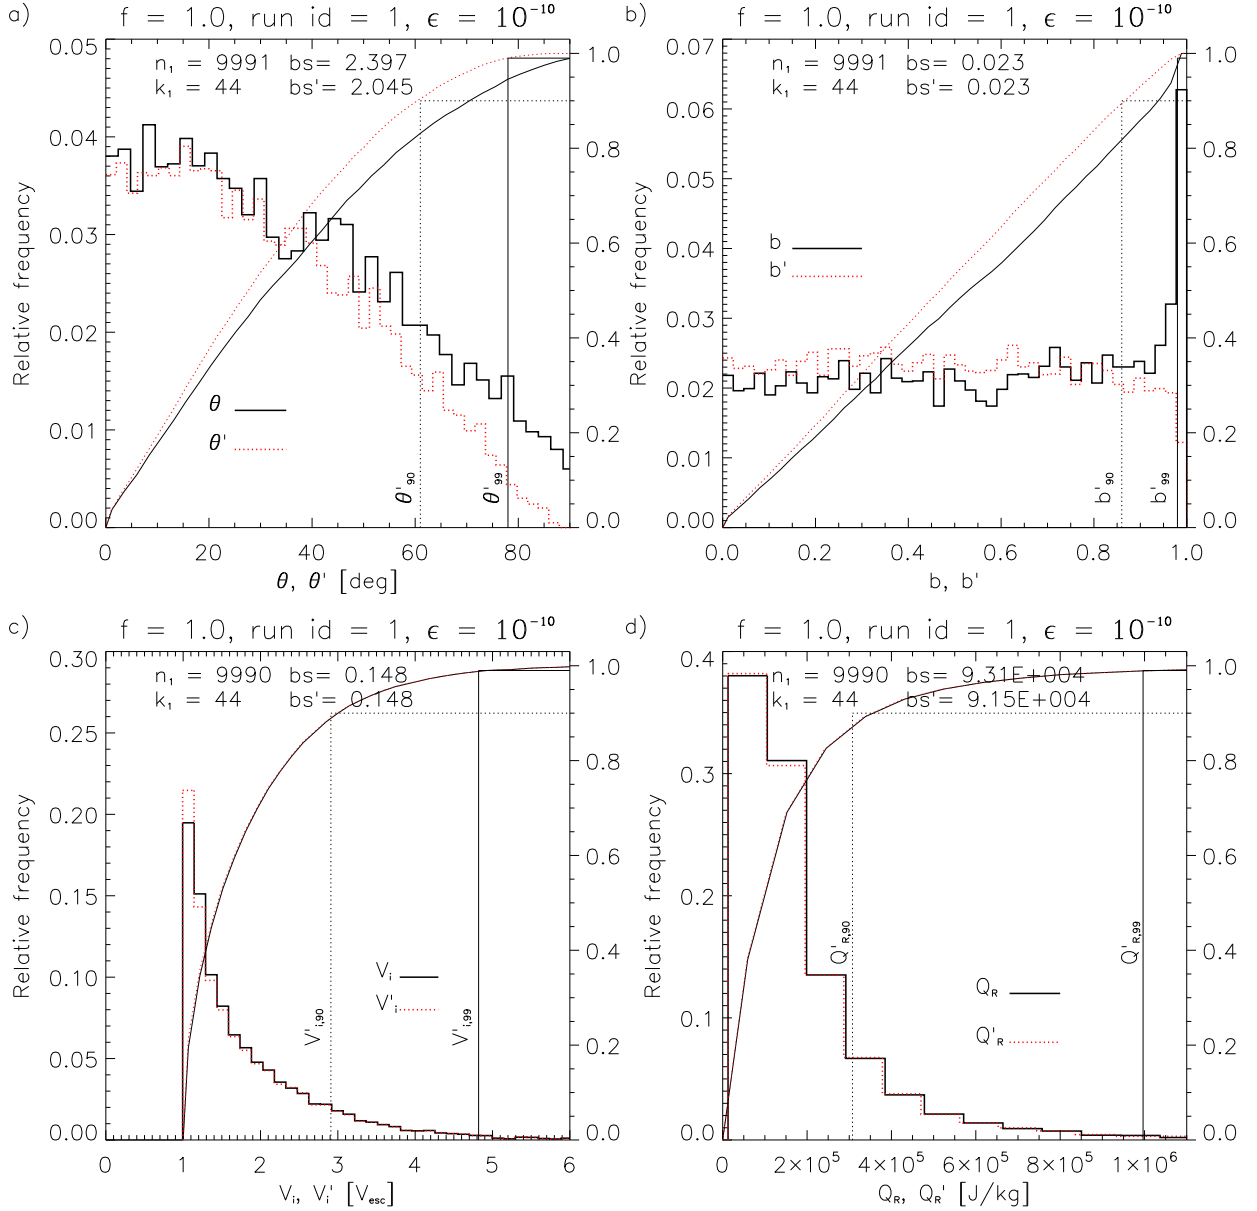 a)
f = 1.0, run id = 1, ϵ = 10⁻¹⁰
n₁ = 9991 bs= 2.397
k₁ = 44 bs'= 2.045
0.05
0.04
0.03
0.02
0.01
0.00
Relative frequency
1.0
0.8
0.6
0.4
0.2
0.0
θ
θ'
θ'₉₀
θ'₉₉
0 20 40 60 80
θ, θ' [deg]
b)
f = 1.0, run id = 1, ϵ = 10⁻¹⁰
n₁ = 9991 bs= 0.023
k₁ = 44 bs'= 0.023
0.07
0.06
0.05
0.04
0.03
0.02
0.01
0.00
Relative frequency
1.0
0.8
0.6
0.4
0.2
0.0
b
b'
b'₉₀
b'₉₉
0.0 0.2 0.4 0.6 0.8 1.0
b, b'
c)
f = 1.0, run id = 1, ϵ = 10⁻¹⁰
n₁ = 9990 bs= 0.148
k₁ = 44 bs'= 0.148
0.30
0.25
0.20
0.15
0.10
0.05
0.00
Relative frequency
1.0
0.8
0.6
0.4
0.2
0.0
Vᵢ
V'ᵢ
V'i,90
V'i,99
0 1 2 3 4 5 6
Vᵢ, Vᵢ' [Vesc]
d)
f = 1.0, run id = 1, ϵ = 10⁻¹⁰
n₁ = 9990 bs= 9.31E+004
k₁ = 44 bs'= 9.15E+004
0.4
0.3
0.2
0.1
0.0
Relative frequency
1.0
0.8
0.6
0.4
0.2
0.0
Q_R
Q'_R
Q'R,90
Q'R,99
0 2×10⁵ 4×10⁵ 6×10⁵ 8×10⁵ 1×10⁶
Q_R, Q_R' [J/kg]